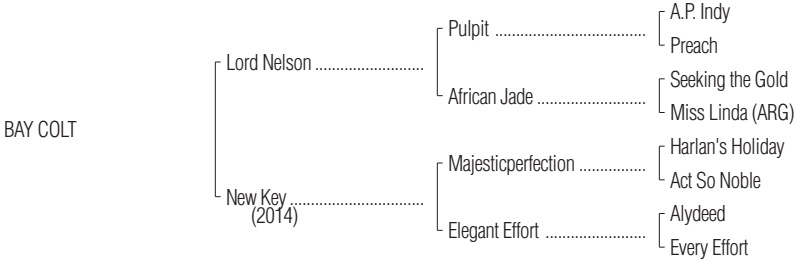 A.P. Indy
Pulpit
Preach
Lord Nelson
Seeking the Gold
African Jade
Miss Linda (ARG)
BAY COLT
Harlan's Holiday
Majesticperfection
Act So Noble
New Key
(2014)
Alydeed
Elegant Effort
Every Effort